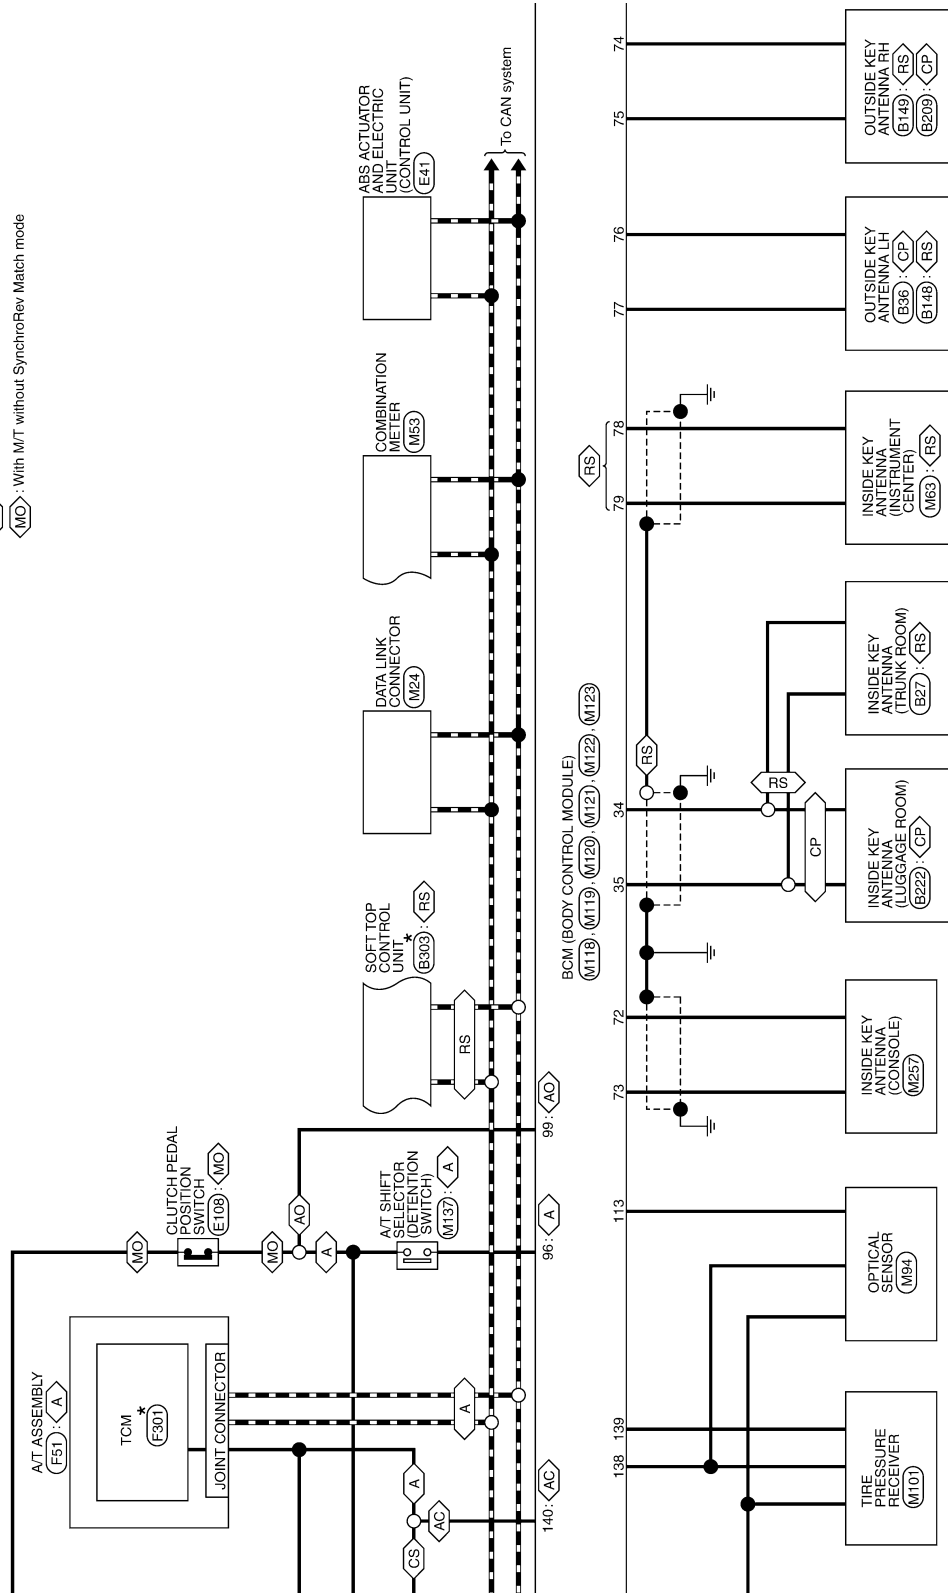 MO : With M/T without SynchroRev Match mode
A/T ASSEMBLY
F51 : A
TCM
*
F301
JOINT CONNECTOR
A
A
CS
AC
140: AC
MO
CLUTCH PEDAL
POSITION
SWITCH
E108 : MO
MO
AO
A
A/T SHIFT
SELECTOR
(DETENTION
SWITCH)
M137 : A
96: A
99: AO
SOFT TOP
CONTROL
UNIT *
B303 : RS
RS
DATA LINK
CONNECTOR
M24
COMBINATION
METER
M53
ABS ACTUATOR
AND ELECTRIC
UNIT
(CONTROL UNIT)
E41
To CAN system
BCM (BODY CONTROL MODULE)
M118 , M119 , M120 , M121 , M122 , M123
138
139
113
73
72
35
34
RS
79
78
RS
77
76
75
74
RS
CP
TIRE
PRESSURE
RECEIVER
M101
OPTICAL
SENSOR
M94
INSIDE KEY
ANTENNA
(CONSOLE)
M257
INSIDE KEY
ANTENNA
(LUGGAGE ROOM)
B222 : CP
INSIDE KEY
ANTENNA
(TRUNK ROOM)
B27 : RS
INSIDE KEY
ANTENNA
(INSTRUMENT
CENTER)
M63 : RS
OUTSIDE KEY
ANTENNA LH
B36 : CP
B148 : RS
OUTSIDE KEY
ANTENNA RH
B149 : RS
B209 : CP